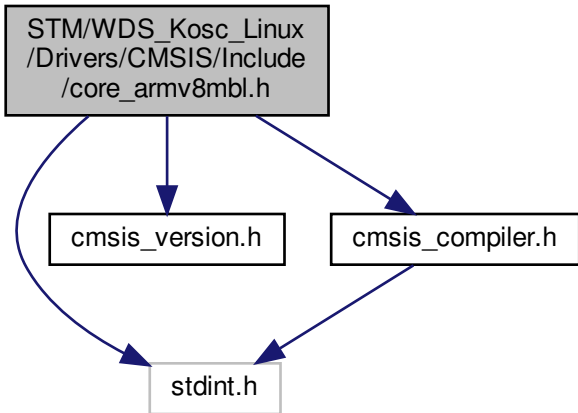 STM/WDS_Kosc_Linux
/Drivers/CMSIS/Include
/core_armv8mbl.h
cmsis_version.h
cmsis_compiler.h
stdint.h